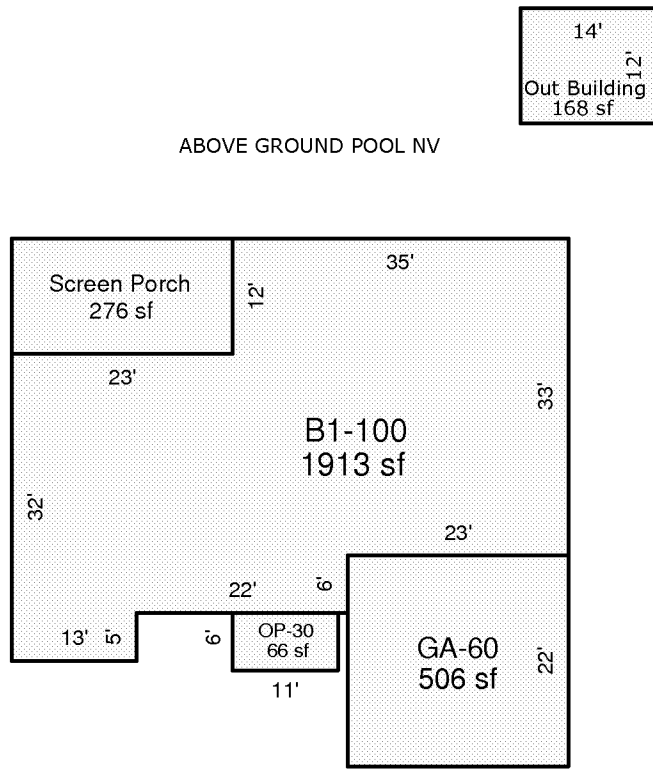 14'
12'
Out Building
168 sf
ABOVE GROUND POOL NV
35'
Screen Porch
276 sf
12'
23'
33'
B1-100
1913 sf
32'
23'
6'
22'
13'
5'
6'
OP-30
66 sf
11'
GA-60
506 sf
22'